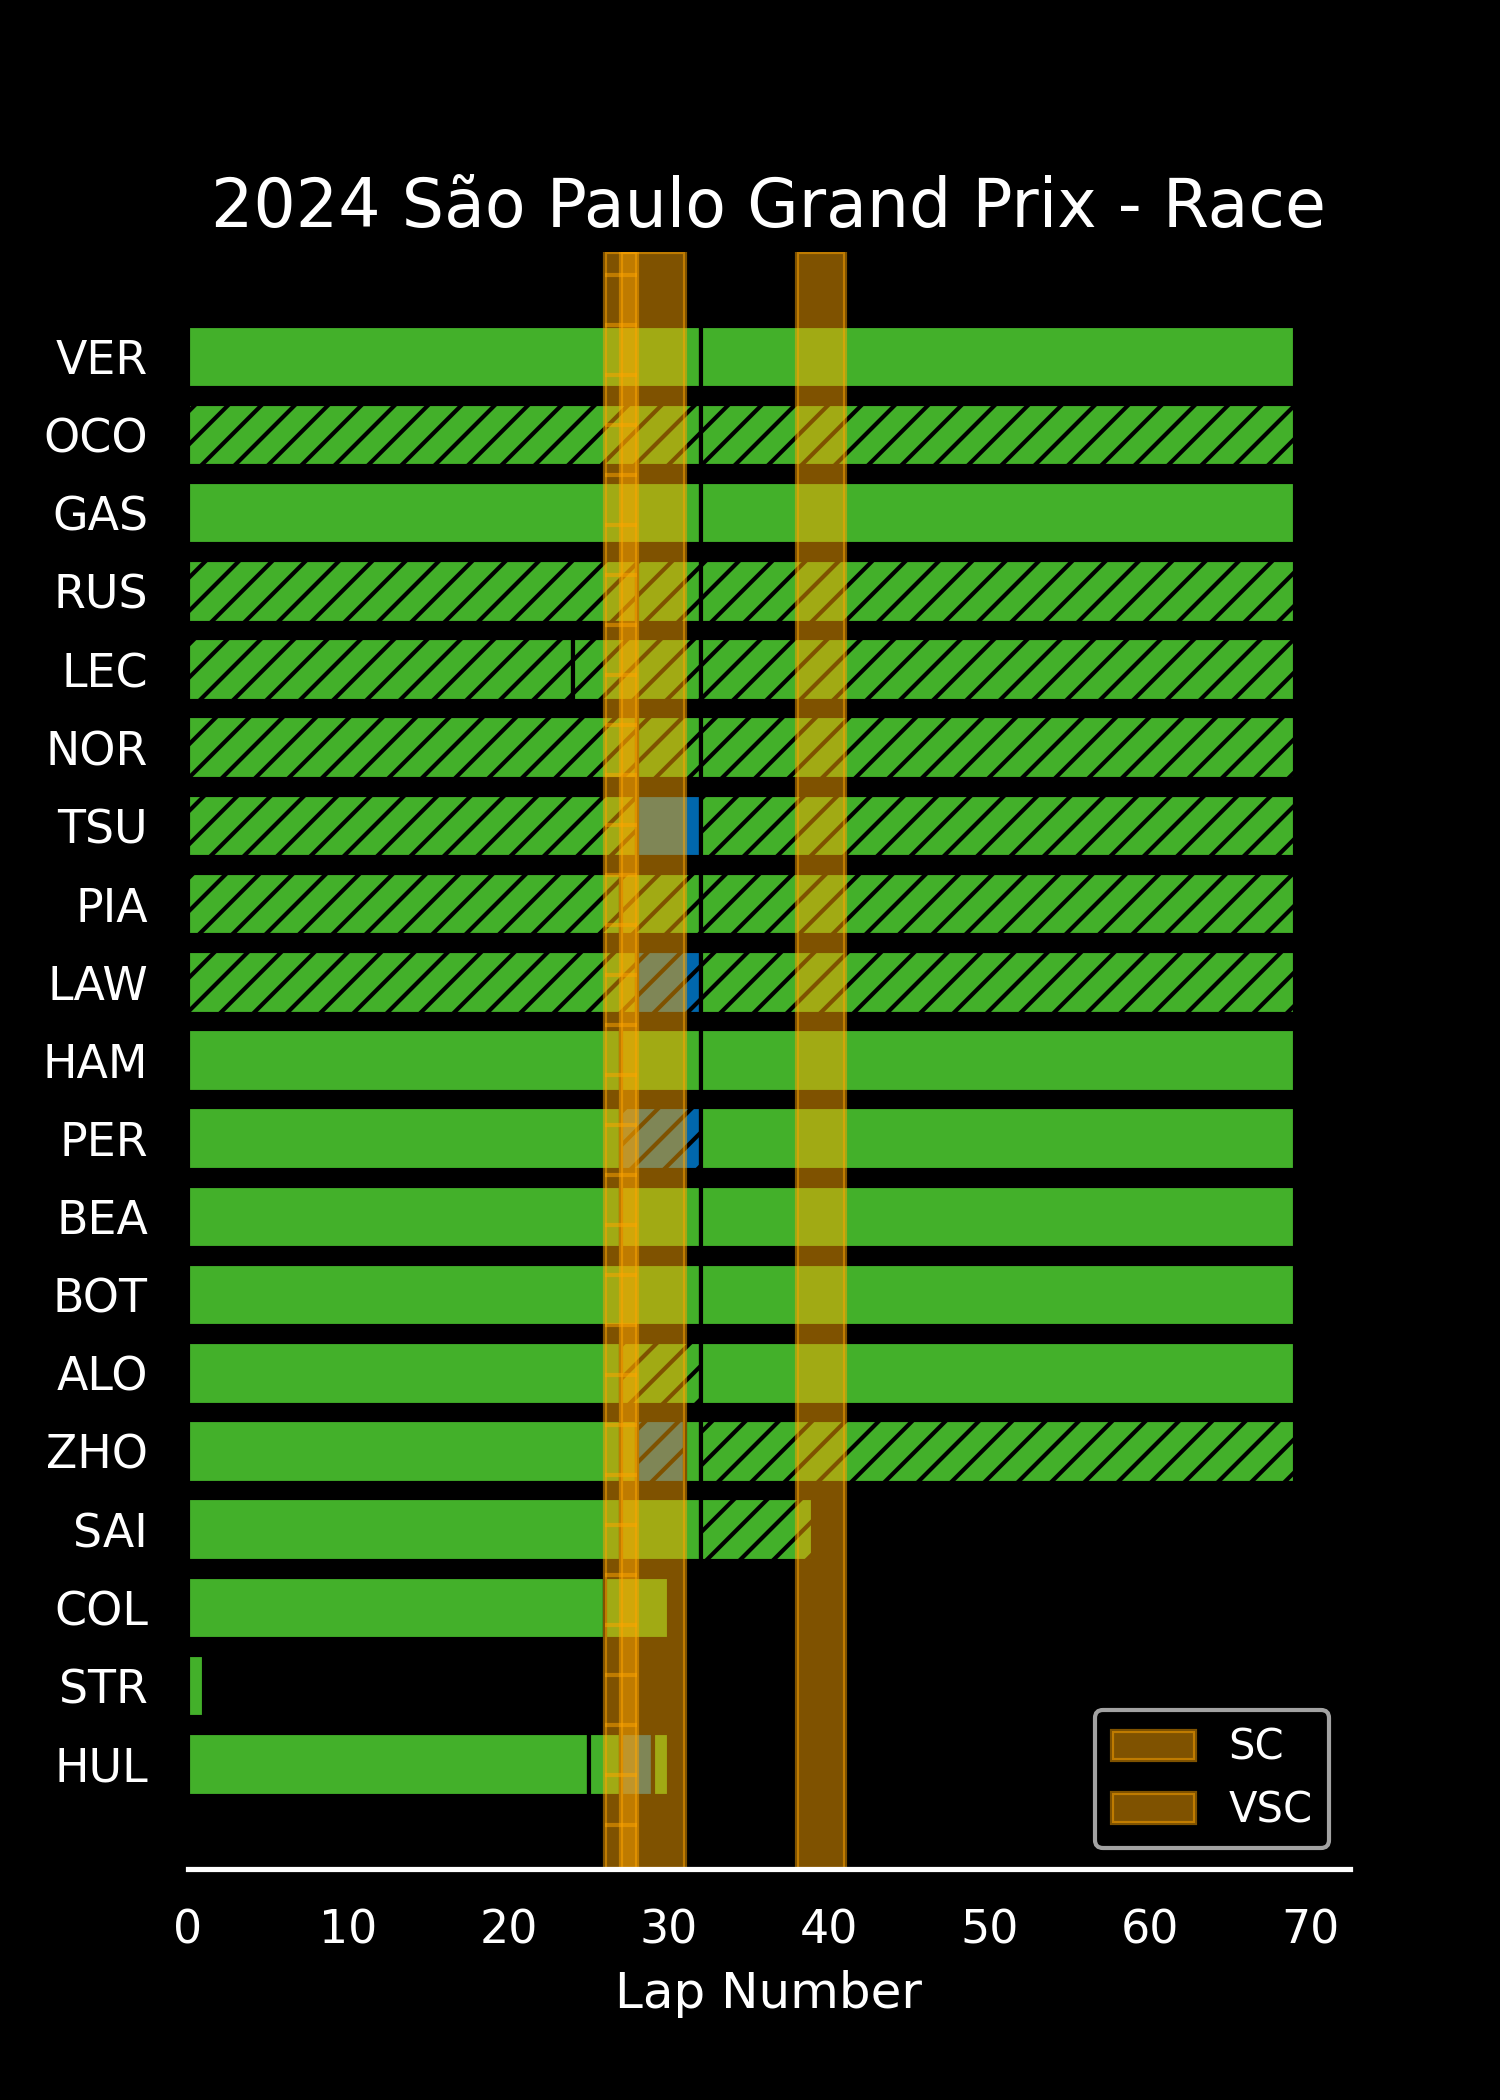 2024 São Paulo Grand Prix - Race
VER
OCO
GAS
RUS
LEC
NOR
TSU
PIA
LAW
HAM
PER
BEA
BOT
ALO
ZHO
SAI
COL
STR
HUL
SC
VSC
0 10 20 30 40 50 60 70
Lap Number